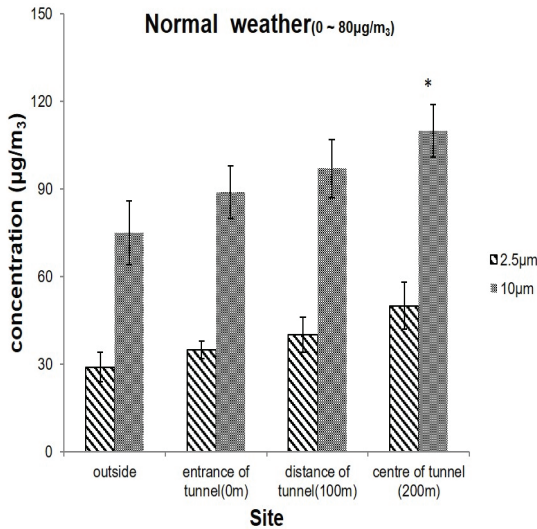 Normal weather(0 ~ 80µg/m3)
150
120
90
60
30
0
concentration (µg/m3)
*
2.5µm
10µm
outside
entrance of
tunnel(0m)
distance of
tunnel(100m)
centre of tunnel
(200m)
Site